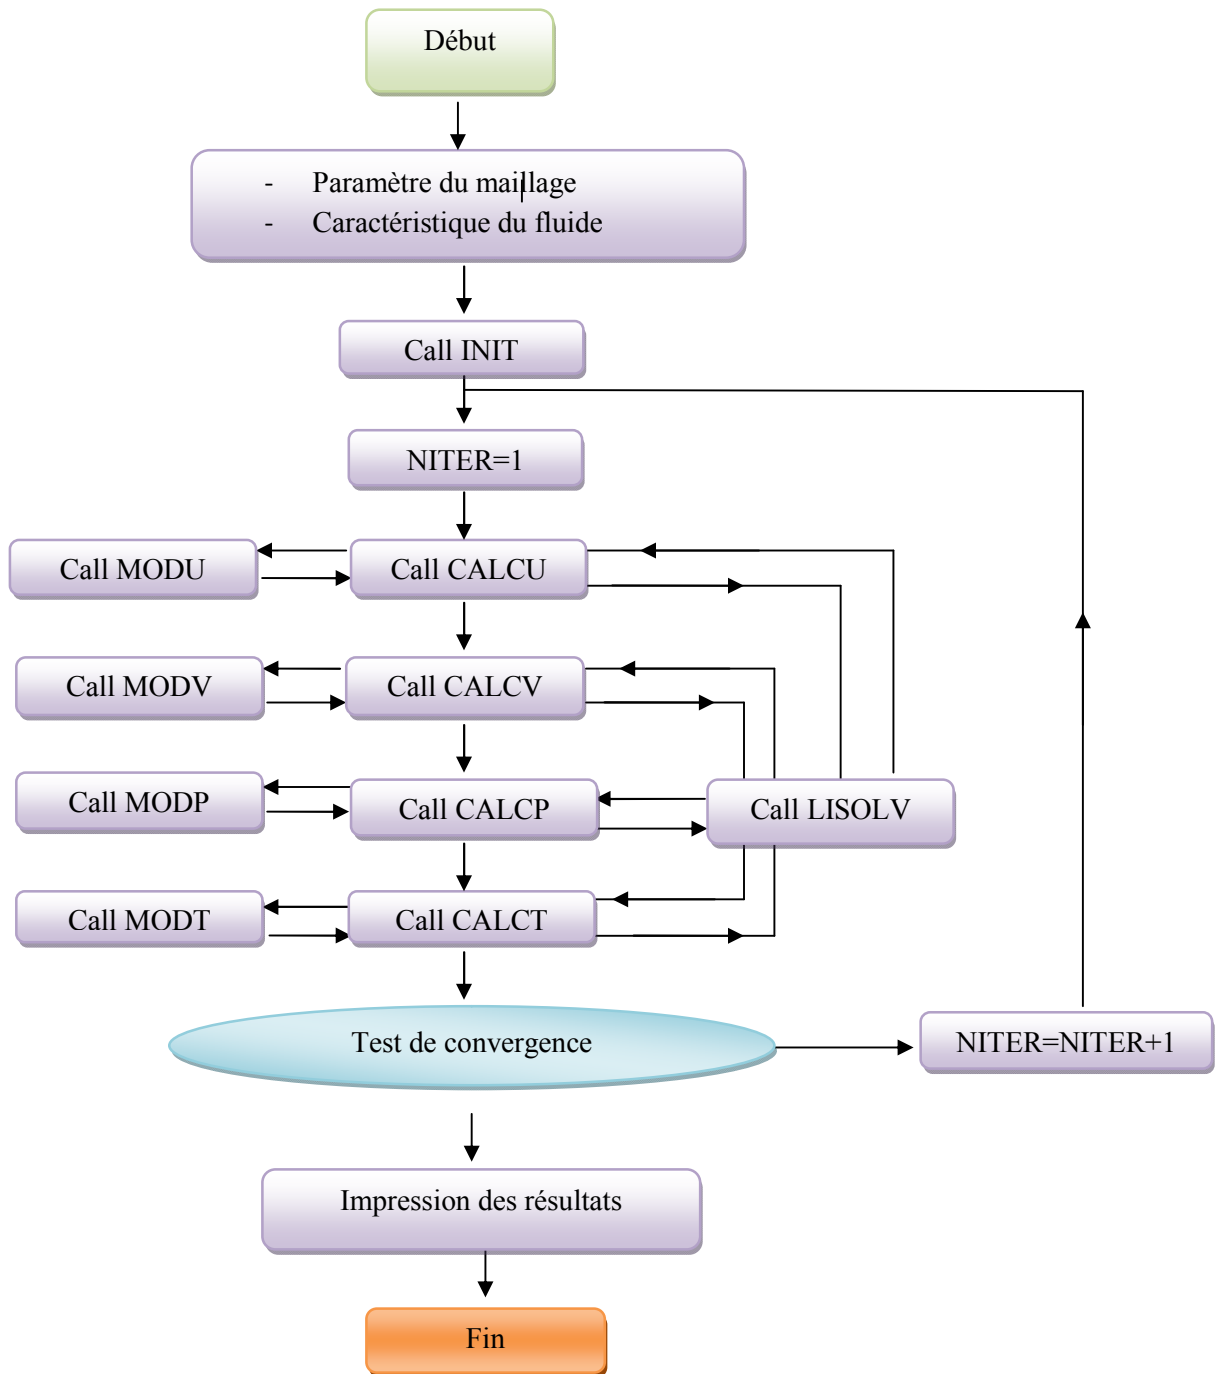 Début
- Paramètre du maillage
- Caractéristique du fluide
Call INIT
NITER=1
Call MODU
Call CALCU
Call MODV
Call CALCV
Call MODP
Call CALCP
Call LISOLV
Call MODT
Call CALCT
Test de convergence
NITER=NITER+1
Impression des résultats
Fin